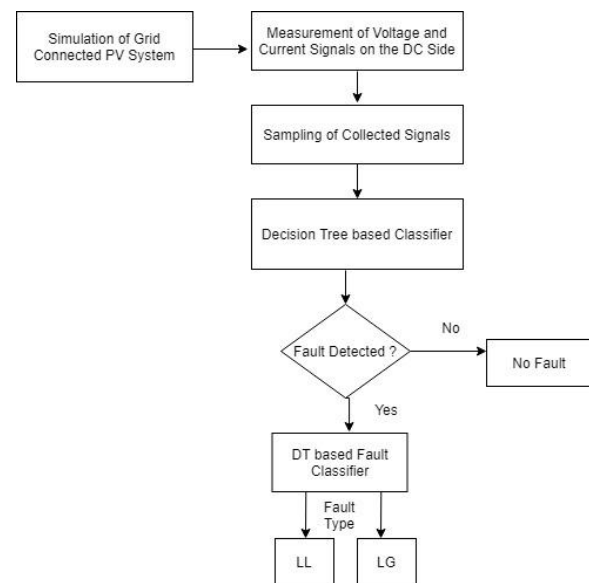 Simulation of Grid
Connected PV System
Measurement of Voltage and
Current Signals on the DC Side
Sampling of Collected Signals
Decision Tree based Classifier
Fault Detected ?
No
No Fault
Yes
DT based Fault
Classifier
Fault
Type
LL
LG